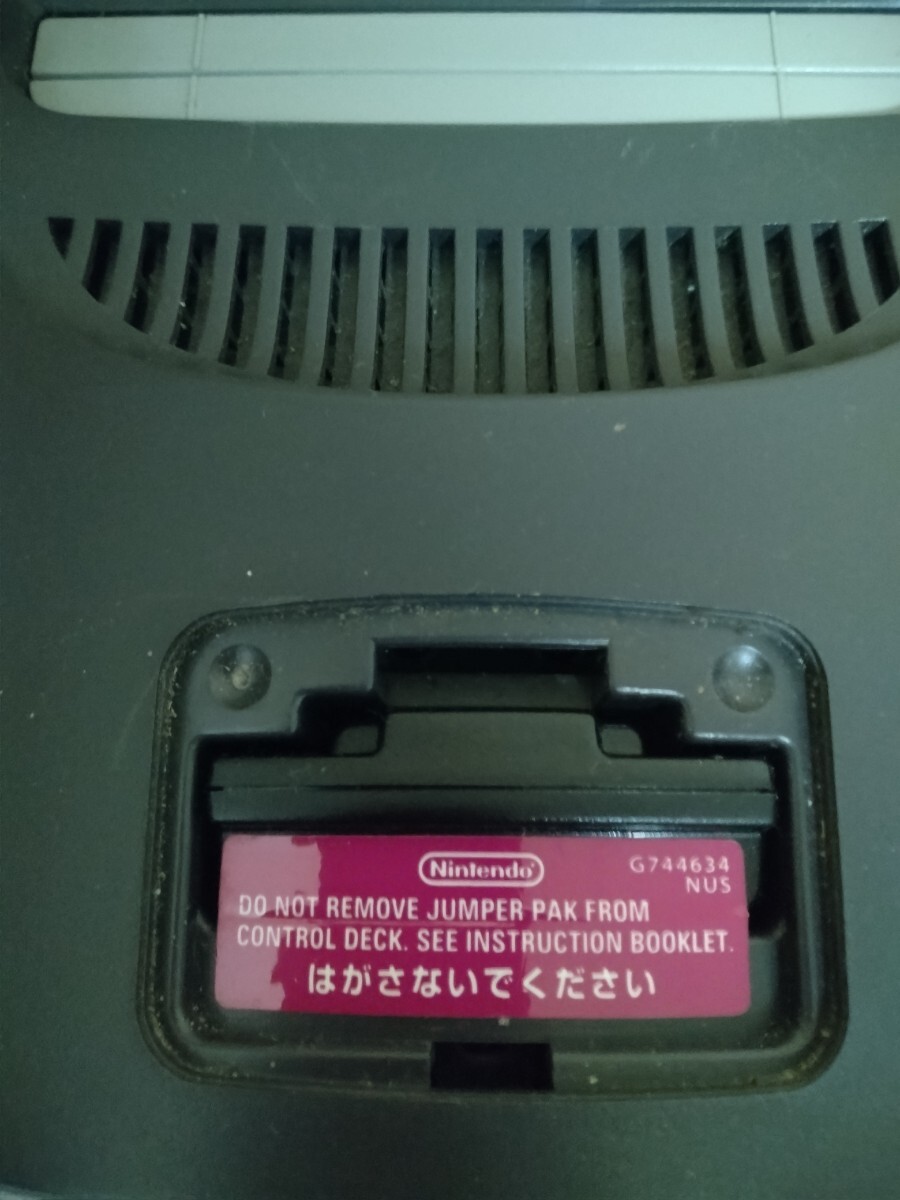 Nintendo
G744634
NUS
DO NOT REMOVE JUMPER PAK FROM
CONTROL DECK. SEE INSTRUCTION BOOKLET.
はがさないでください